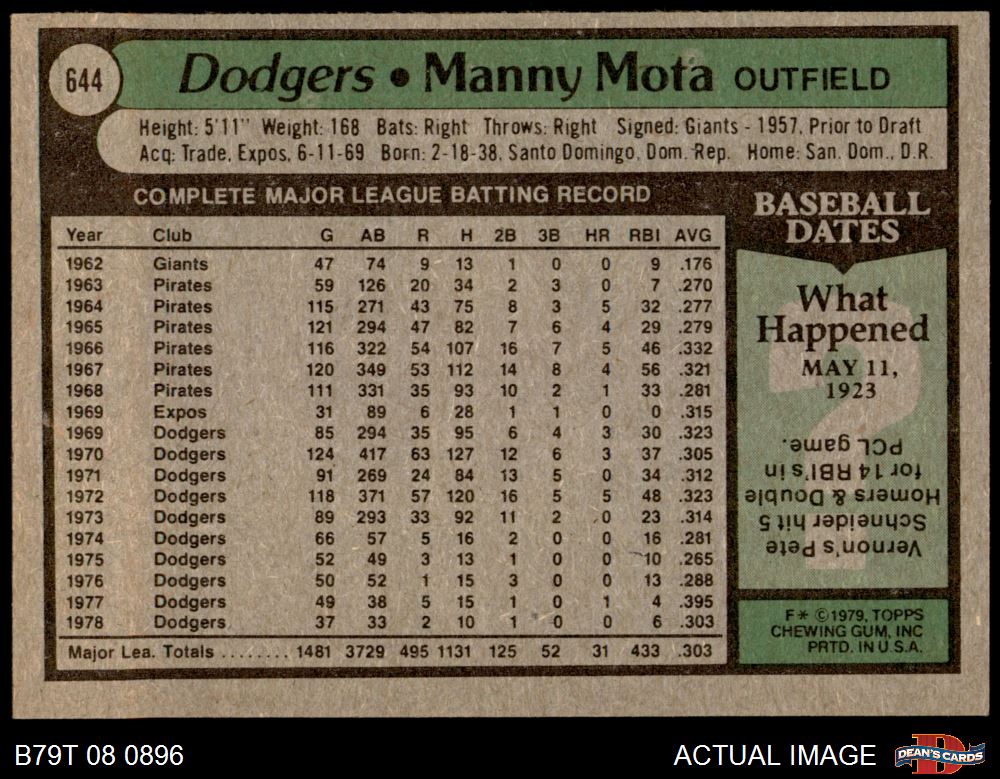 644
Dodgers • Manny Mota OUTFIELD
Height: 5'11" Weight: 168 Bats: Right Throws: Right Signed: Giants - 1957, Prior to Draft
Acq: Trade, Expos, 6-11-69 Born: 2-18-38, Santo Domingo, Dom. Rep. Home: San. Dom., D.R.
COMPLETE MAJOR LEAGUE BATTING RECORD
Year Club G AB R H 2B 3B HR RBI AVG
1962 Giants 47 74 9 13 1 0 0 9 .176
1963 Pirates 59 126 20 34 2 3 0 7 .270
1964 Pirates 115 271 43 75 8 3 5 32 .277
1965 Pirates 121 294 47 82 7 6 4 29 .279
1966 Pirates 116 322 54 107 16 7 5 46 .332
1967 Pirates 120 349 53 112 14 8 4 56 .321
1968 Pirates 111 331 35 93 10 2 1 33 .281
1969 Expos 31 89 6 28 1 1 0 0 .315
1969 Dodgers 85 294 35 95 6 4 3 30 .323
1970 Dodgers 124 417 63 127 12 6 3 37 .305
1971 Dodgers 91 269 24 84 13 5 0 34 .312
1972 Dodgers 118 371 57 120 16 5 5 48 .323
1973 Dodgers 89 293 33 92 11 2 0 23 .314
1974 Dodgers 66 57 5 16 2 0 0 16 .281
1975 Dodgers 52 49 3 13 1 0 0 10 .265
1976 Dodgers 50 52 1 15 3 0 0 13 .288
1977 Dodgers 49 38 5 15 1 0 1 4 .395
1978 Dodgers 37 33 2 10 1 0 0 6 .303
Major Lea. Totals ........ 1481 3729 495 1131 125 52 31 433 .303
BASEBALL
DATES
What
Happened
MAY 11,
1923
Vernon's Pete
Schneider hit 5
Homers & Double
for 14 RBI's in
PCL game.
F* ©1979, TOPPS
CHEWING GUM, INC
PRTD. IN U.S.A.
B79T 08 0896
ACTUAL IMAGE
DEAN'S CARDS